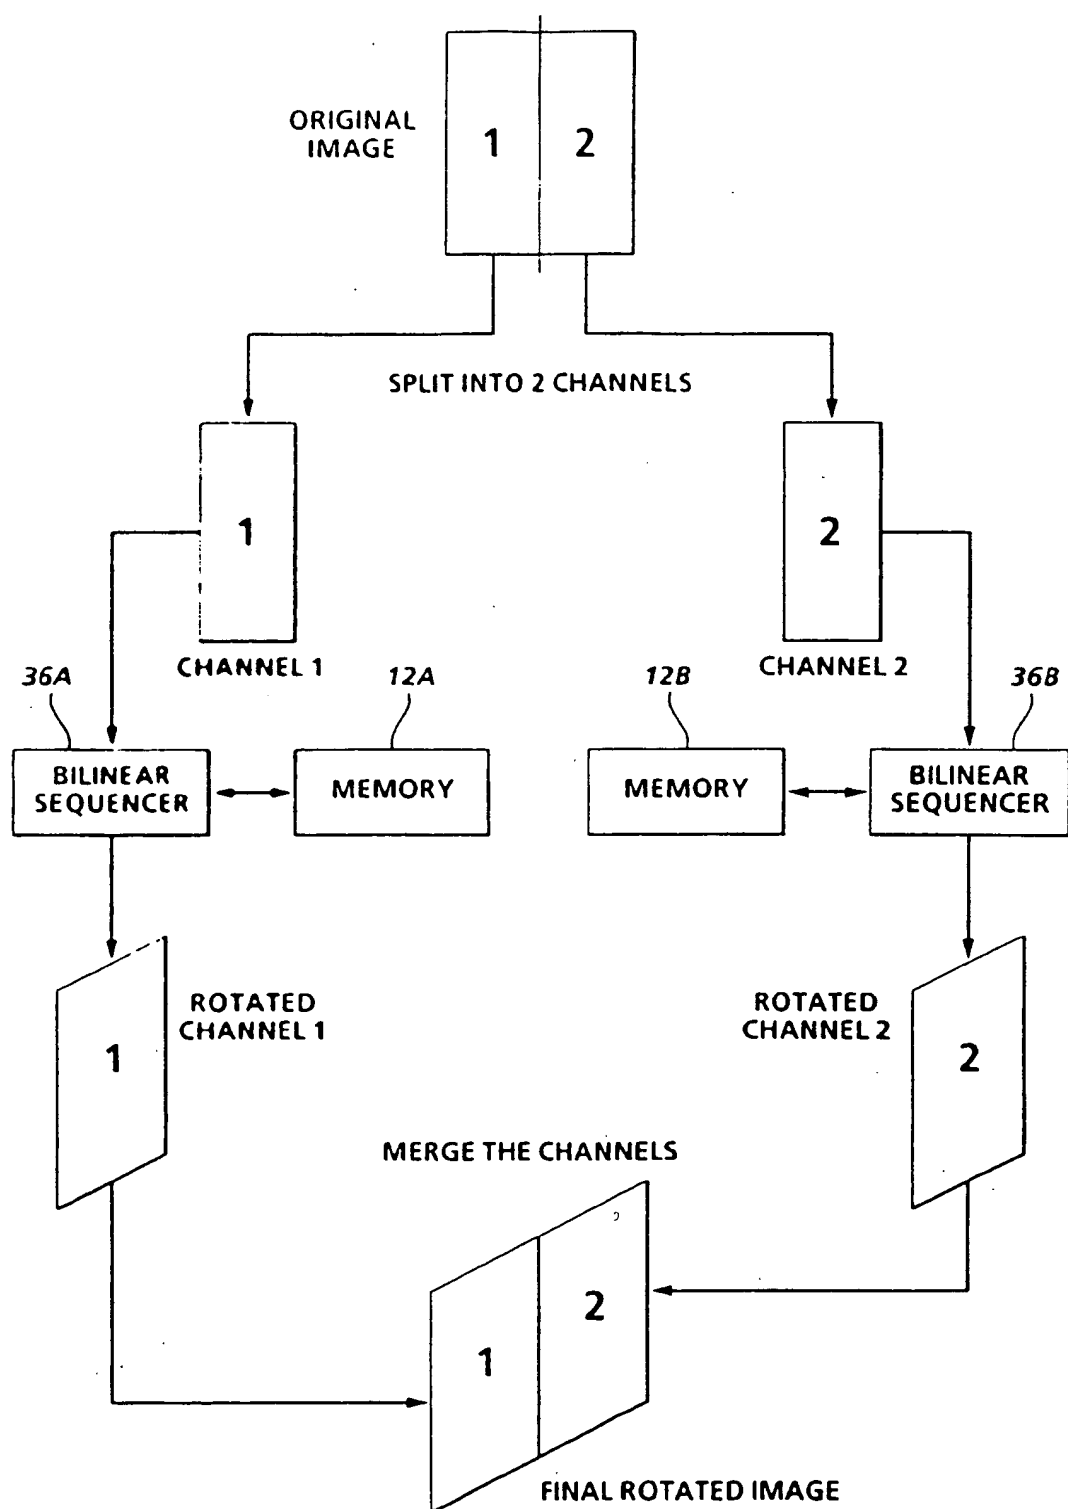 ORIGINAL
IMAGE
1
2
SPLIT INTO 2 CHANNELS
1
2
CHANNEL 1
CHANNEL 2
36A
12A
12B
36B
BILINEAR
SEQUENCER
MEMORY
MEMORY
BILINEAR
SEQUENCER
ROTATED
CHANNEL 1
ROTATED
CHANNEL 2
1
2
MERGE THE CHANNELS
2
1
FINAL ROTATED IMAGE